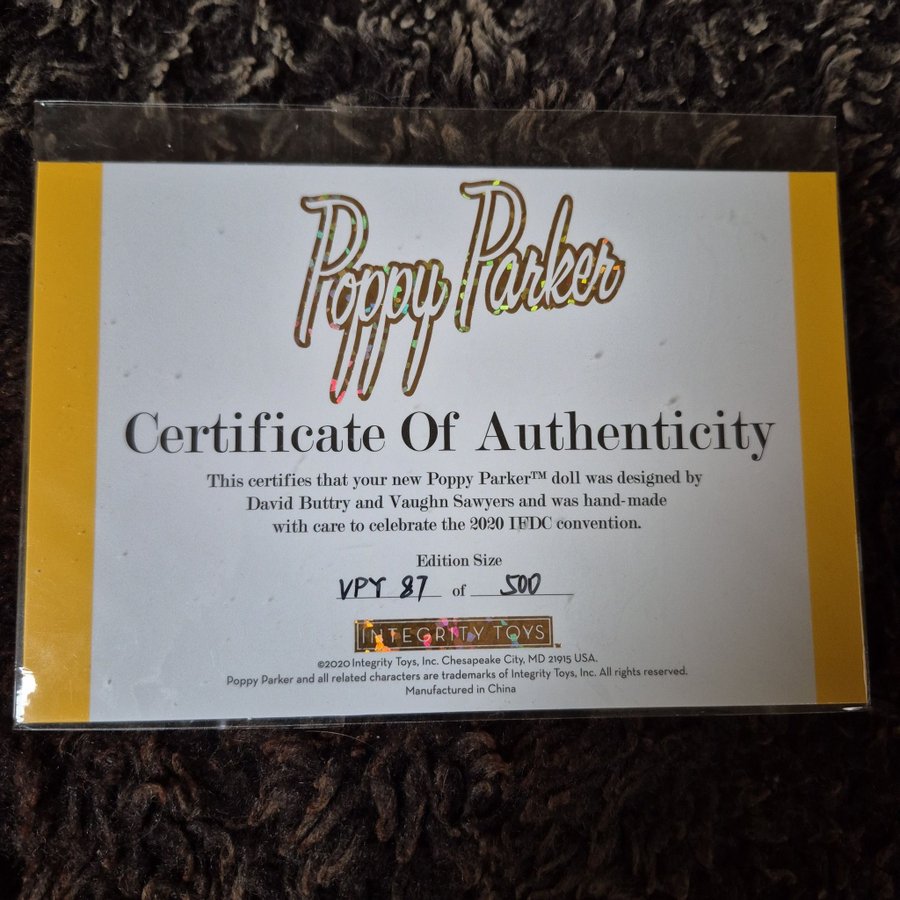 Poppy Parker
Certificate Of Authenticity
This certifies that your new Poppy Parker™ doll was designed by
David Buttry and Vaughn Sawyers and was hand-made
with care to celebrate the 2020 IFDC convention.
Edition Size
VPY 87 of 500
INTEGRITY TOYS™
©2020 Integrity Toys, Inc. Chesapeake City, MD 21915 USA.
Poppy Parker and all related characters are trademarks of Integrity Toys, Inc. All rights reserved.
Manufactured in China